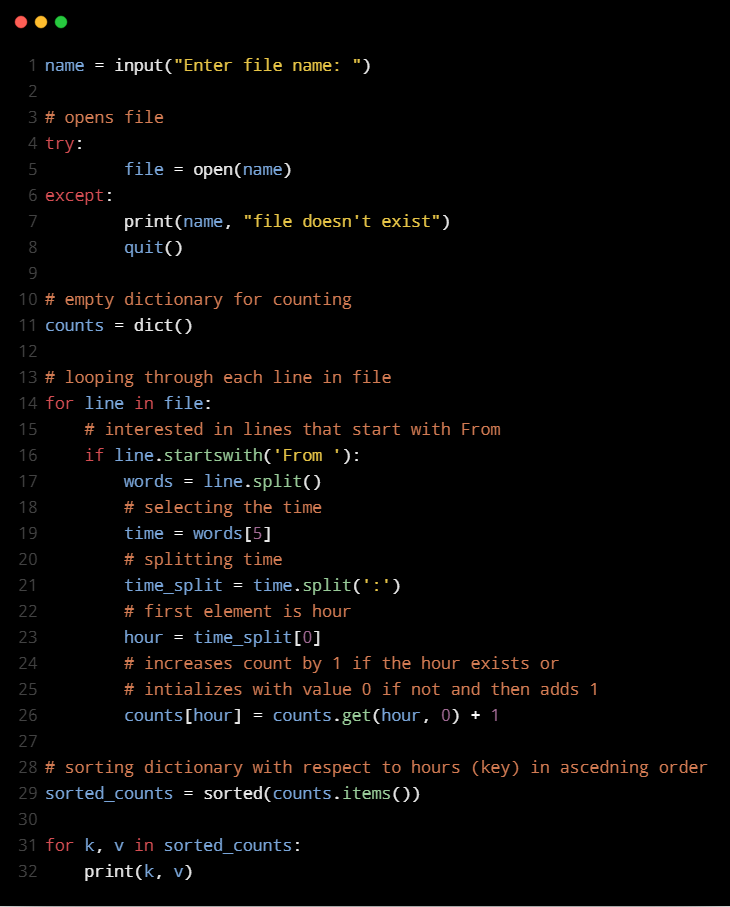 1 name = input("Enter file name: ")
2
3 # opens file
4 try:
5         file = open(name)
6 except:
7         print(name, "file doesn't exist")
8         quit()
9
10 # empty dictionary for counting
11 counts = dict()
12
13 # looping through each line in file
14 for line in file:
15     # interested in lines that start with From
16     if line.startswith('From '):
17         words = line.split()
18         # selecting the time
19         time = words[5]
20         # splitting time
21         time_split = time.split(':')
22         # first element is hour
23         hour = time_split[0]
24         # increases count by 1 if the hour exists or
25         # intializes with value 0 if not and then adds 1
26         counts[hour] = counts.get(hour, 0) + 1
27
28 # sorting dictionary with respect to hours (key) in ascedning order
29 sorted_counts = sorted(counts.items())
30
31 for k, v in sorted_counts:
32     print(k, v)